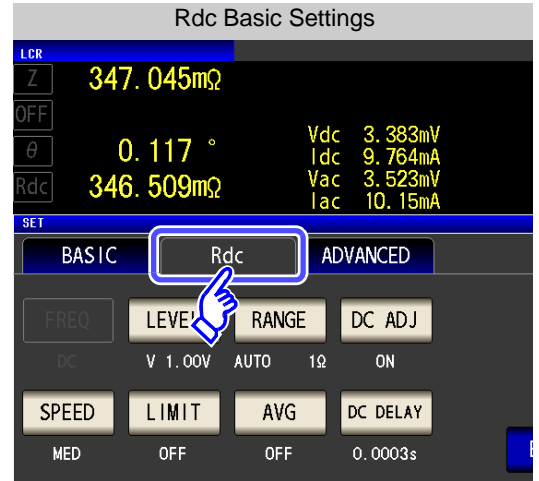 Rdc Basic Settings
LCR
Z 347.045mΩ
OFF
θ 0.117 ° Vdc 3.383mV
Idc 9.764mA
Rdc 346.509mΩ Vac 3.523mV
Iac 10.15mA
SET
BASIC Rdc ADVANCED
FREQ LEVEL RANGE DC ADJ
DC V 1.00V AUTO 1Ω ON
SPEED LIMIT AVG DC DELAY
MED OFF OFF 0.0003s